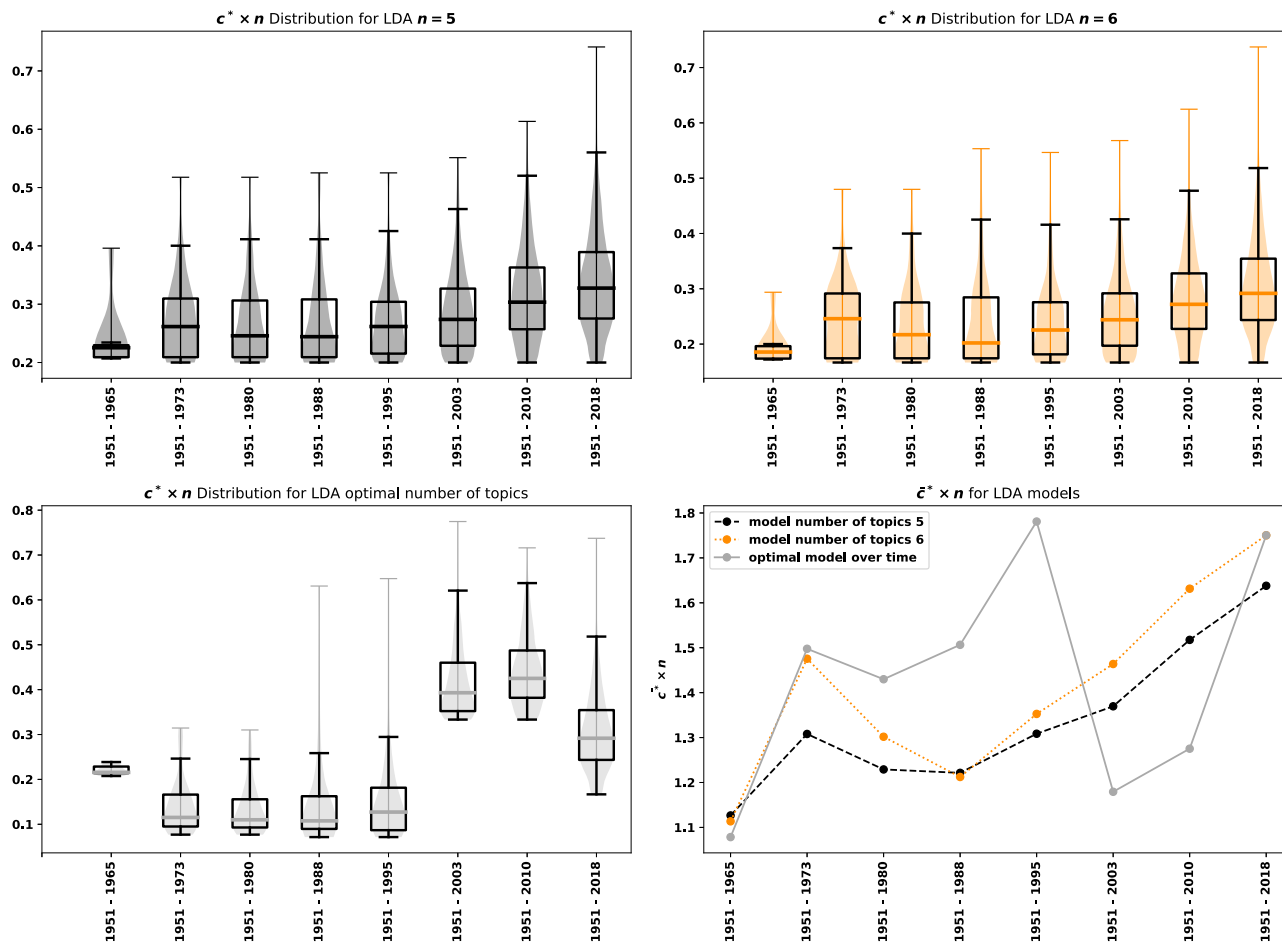 c* × n Distribution for LDA n = 5
0.7
0.6
0.5
0.4
0.3
0.2
1951 - 1965
1951 - 1973
1951 - 1980
1951 - 1988
1951 - 1995
1951 - 2003
1951 - 2010
1951 - 2018
c* × n Distribution for LDA n = 6
0.7
0.6
0.5
0.4
0.3
0.2
1951 - 1965
1951 - 1973
1951 - 1980
1951 - 1988
1951 - 1995
1951 - 2003
1951 - 2010
1951 - 2018
c* × n Distribution for LDA optimal number of topics
0.8
0.7
0.6
0.5
0.4
0.3
0.2
0.1
1951 - 1965
1951 - 1973
1951 - 1980
1951 - 1988
1951 - 1995
1951 - 2003
1951 - 2010
1951 - 2018
c̄* × n for LDA models
model number of topics 5
model number of topics 6
optimal model over time
c̄* × n
1.8
1.7
1.6
1.5
1.4
1.3
1.2
1.1
1951 - 1965
1951 - 1973
1951 - 1980
1951 - 1988
1951 - 1995
1951 - 2003
1951 - 2010
1951 - 2018